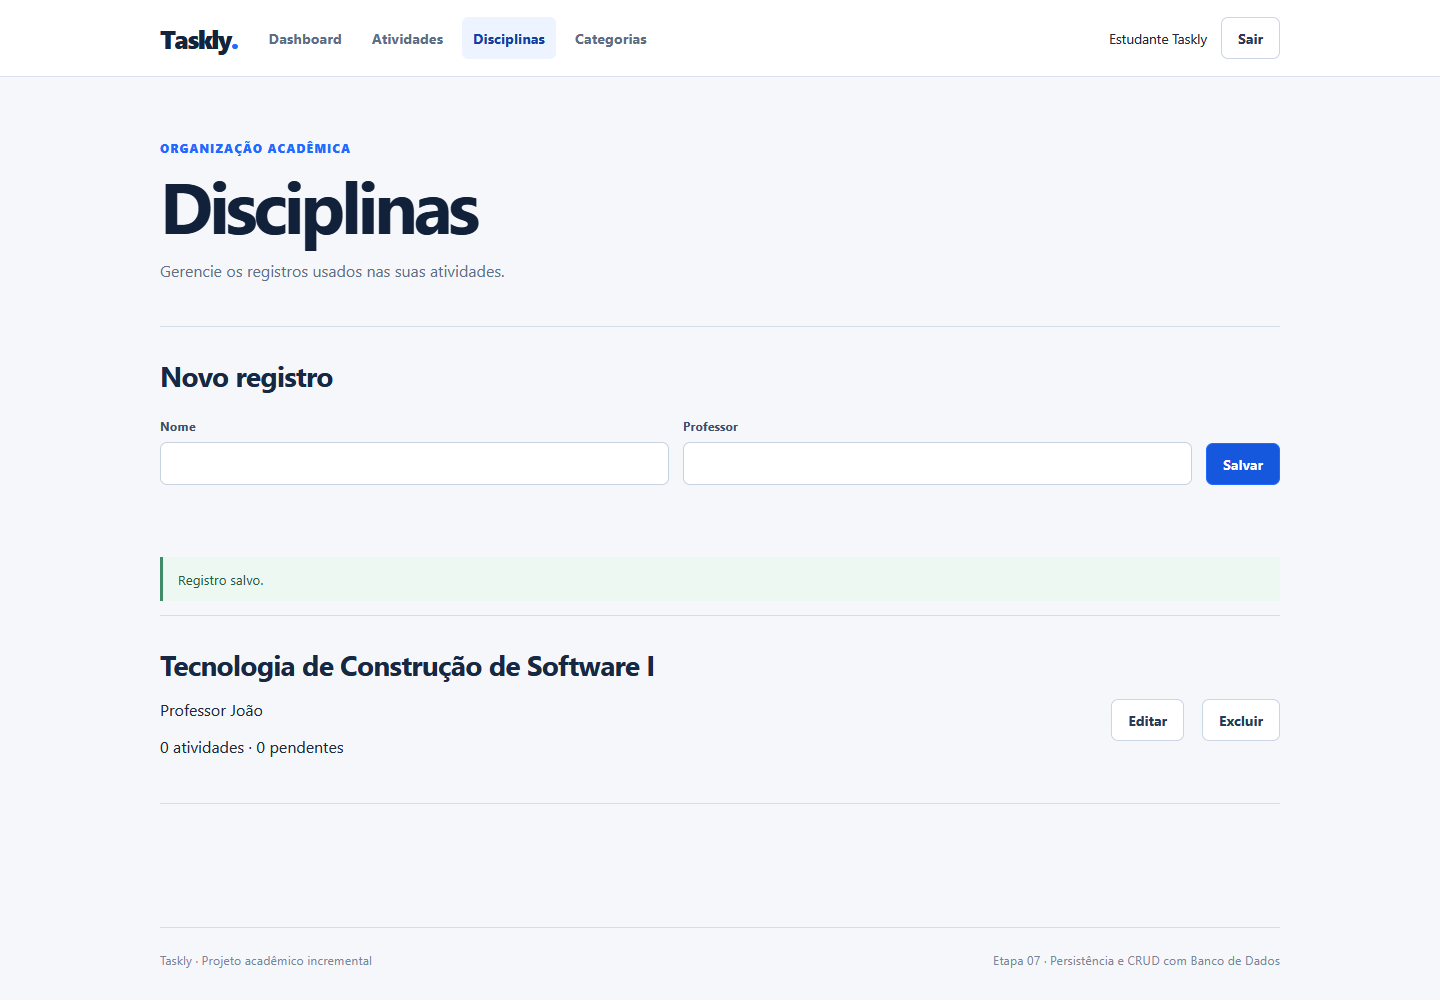 Taskly. Dashboard Atividades Disciplinas Categorias Estudante Taskly Sair
ORGANIZAÇÃO ACADÊMICA
Disciplinas
Gerencie os registros usados nas suas atividades.
Novo registro
Nome Professor
Salvar
Registro salvo.
Tecnologia de Construção de Software I
Professor João
Editar Excluir
0 atividades · 0 pendentes
Taskly · Projeto acadêmico incremental Etapa 07 · Persistência e CRUD com Banco de Dados